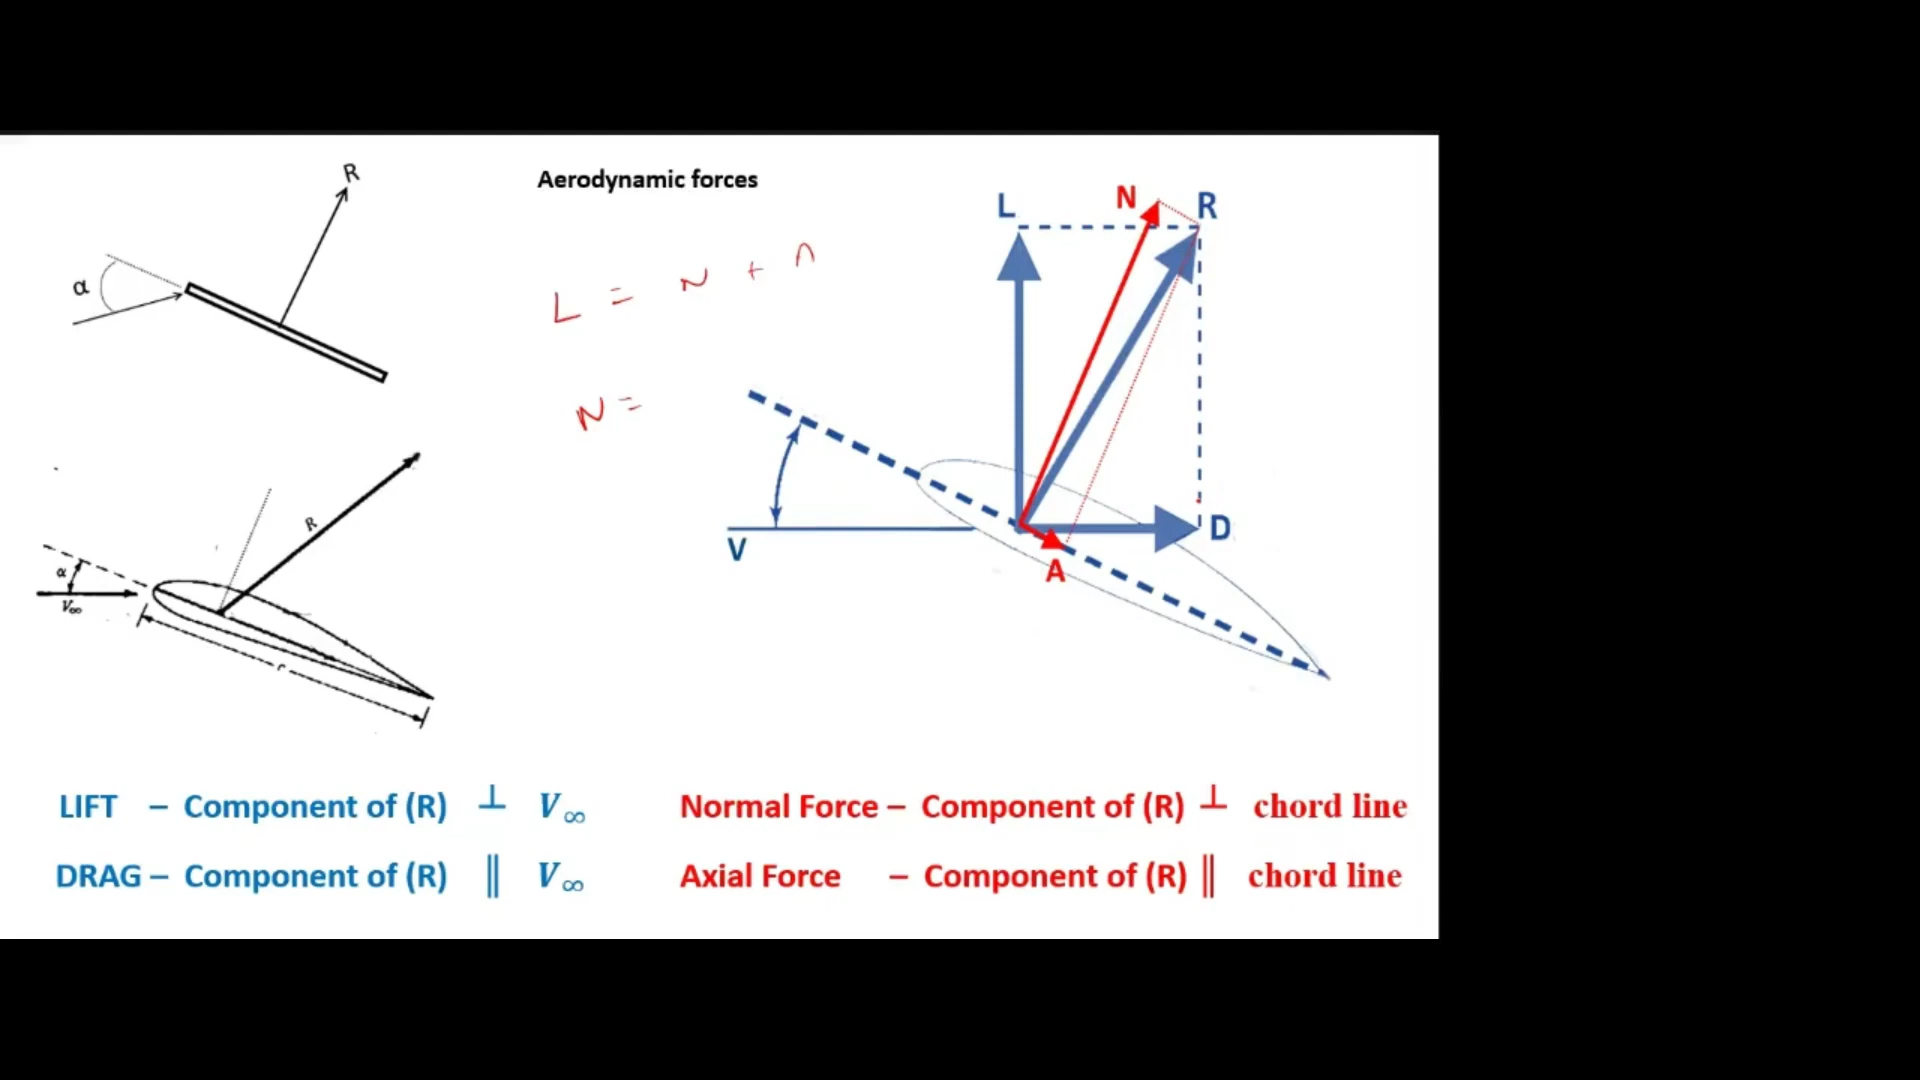 Aerodynamic forces
R
α
L = N + A
N =
L
N
R
V
D
A
R
α
V∞
c
LIFT – Component of (R) ⊥ V∞
DRAG – Component of (R) ∥ V∞
Normal Force – Component of (R) ⊥ chord line
Axial Force – Component of (R) ∥ chord line